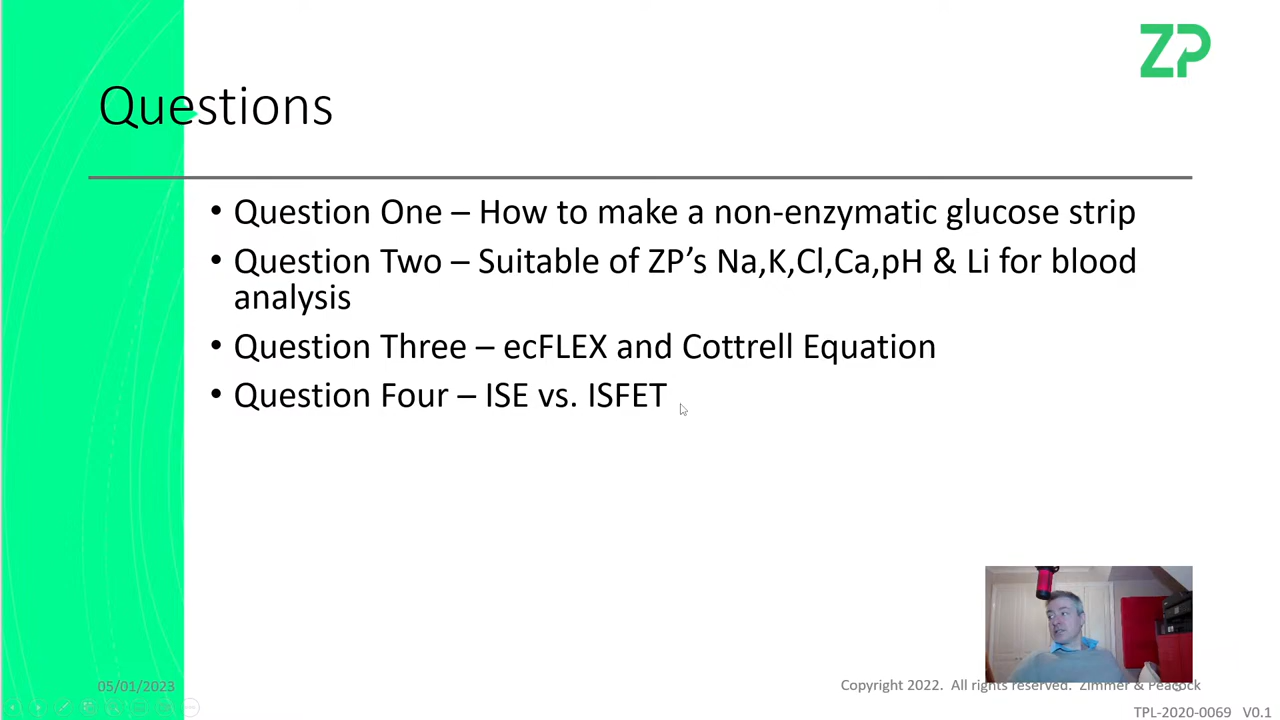 ZP
Questions
• Question One – How to make a non-enzymatic glucose strip
• Question Two – Suitable of ZP’s Na,K,Cl,Ca,pH & Li for blood
analysis
• Question Three – ecFLEX and Cottrell Equation
• Question Four – ISE vs. ISFET
05/01/2023
Copyright 2022. All rights reserved. Zimmer & Peacock
TPL-2020-0069 V0.1